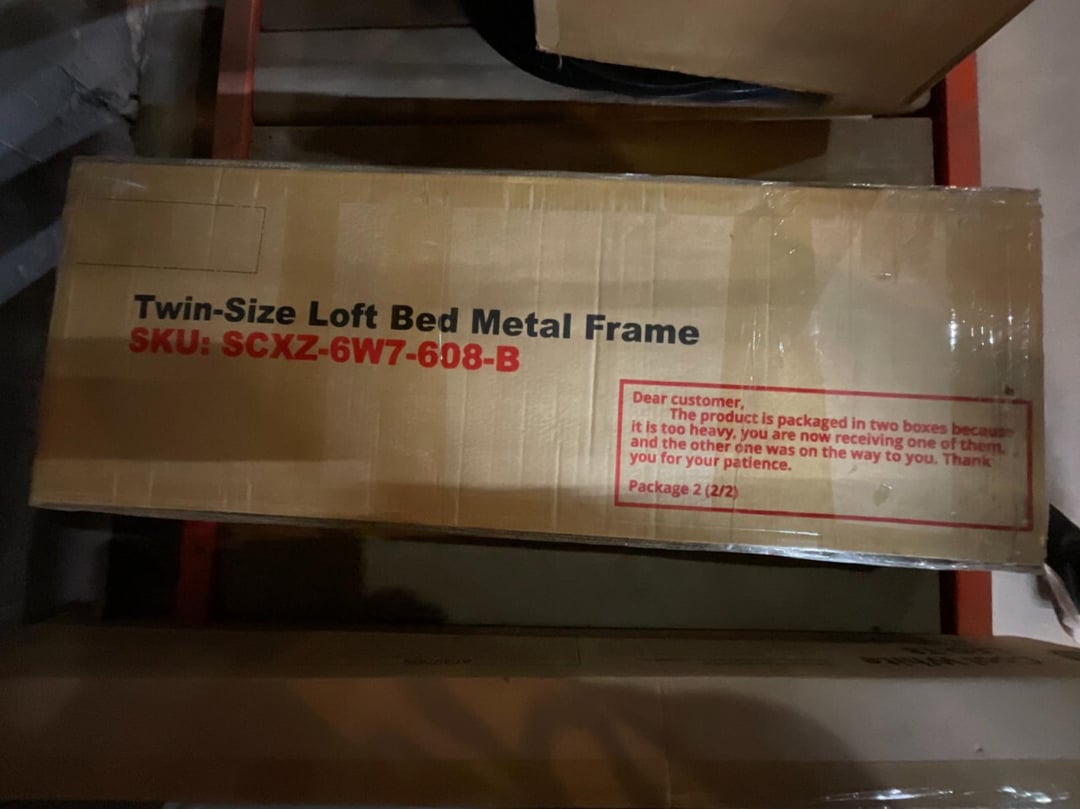 Twin-Size Loft Bed Metal Frame
SKU: SCXZ-6W7-608-B
Dear customer,
The product is packaged in two boxes because
it is too heavy, you are now receiving one of them,
and the other one was on the way to you. Thank
you for your patience.
Package 2 (2/2)
Cool White